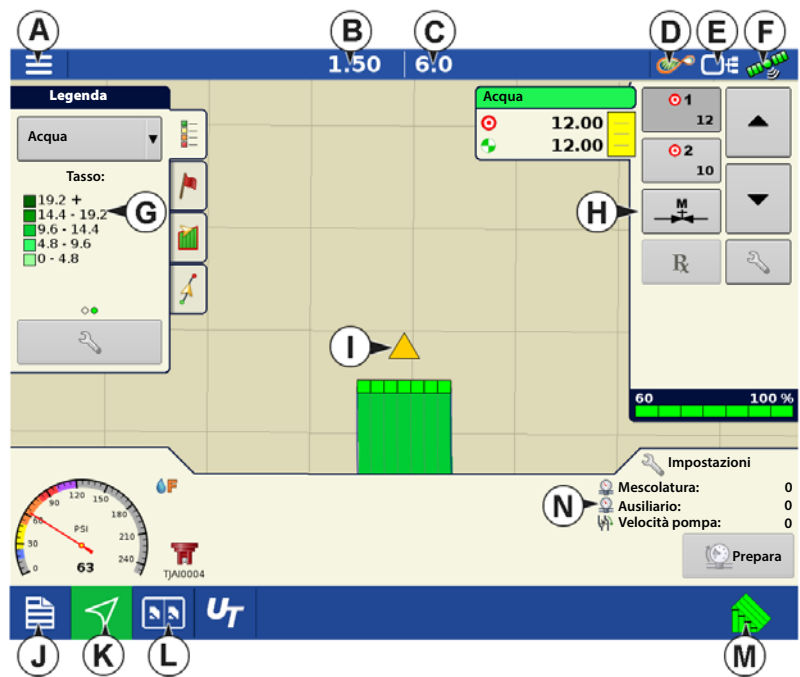 A
B
C
D
E
F
1.50
6.0
Legenda
Acqua
Tasso:
19.2 +
14.4 - 19.2
9.6 - 14.4
4.8 - 9.6
0 - 4.8
G
Acqua
12.00
12.00
1
12
2
10
M
H
Rx
60
100 %
I
30
60
90
120
150
180
210
240
0
PSI
63
F
TJAI0004
Impostazioni
Mescolatura: 0
Ausiliario: 0
Velocità pompa: 0
N
Prepara
UT
J
K
L
M